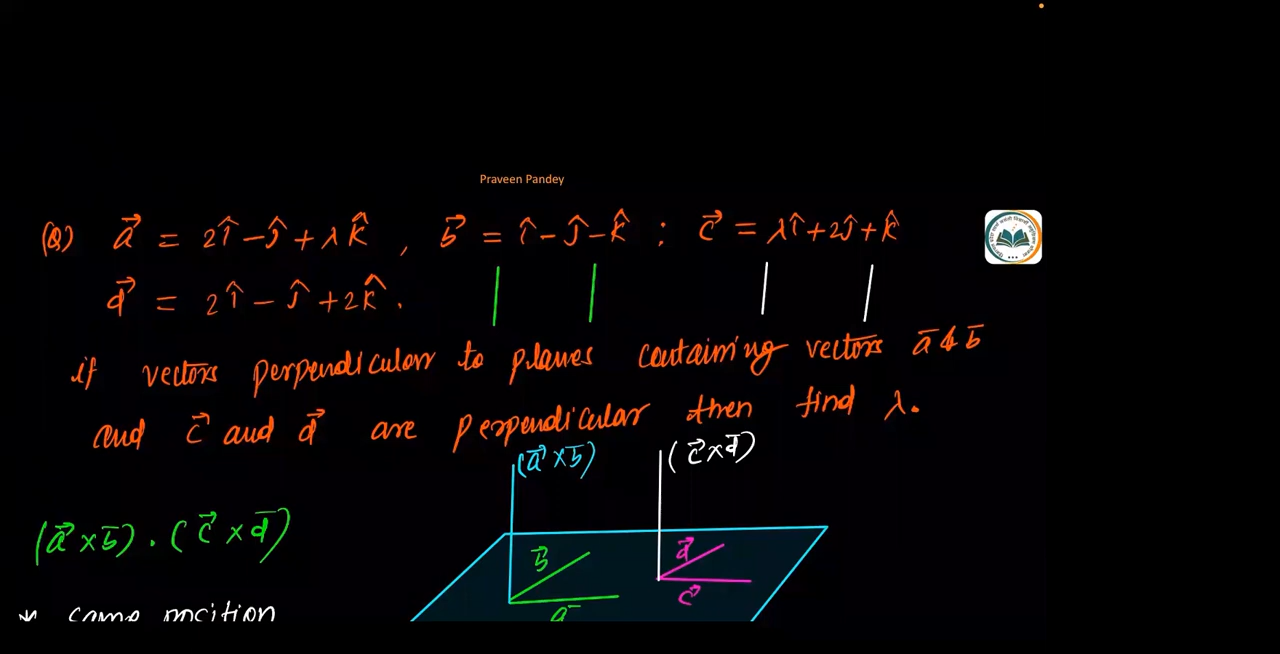 Praveen Pandey
(Q) a⃗ = 2î - ĵ + λk̂ , b⃗ = î - ĵ - k̂ : c⃗ = λî + 2ĵ + k̂
d⃗ = 2î - ĵ + 2k̂ .
if vectors perpendicular to planes containing vectors a̅ & b̅
and c⃗ and d⃗ are perpendicular then find λ.
(a⃗ × b̅) (c⃗ × d̅)
(a⃗ × b̅) . (c⃗ × d̅)
b⃗ d⃗
a̅ c⃗
* same